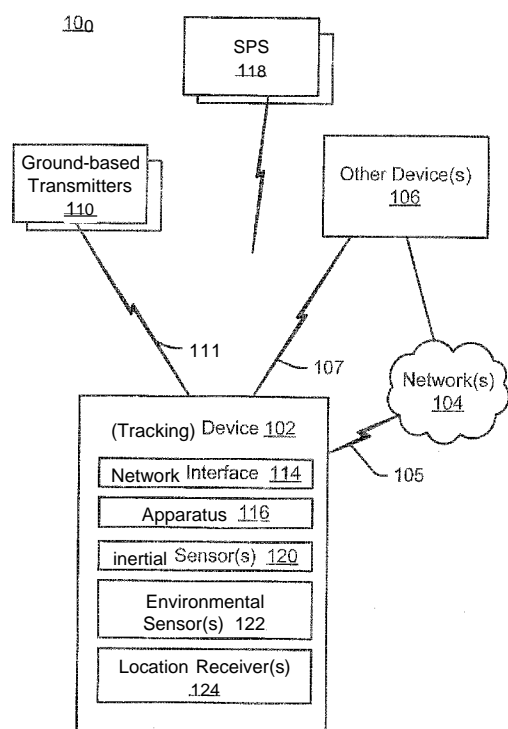 100
SPS
118
Ground-based
Transmitters
110
Other Device(s)
106
111
107
Network(s)
104
105
(Tracking) Device 102
Network Interface 114
Apparatus 116
inertial Sensor(s) 120
Environmental
Sensor(s) 122
Location Receiver(s)
124